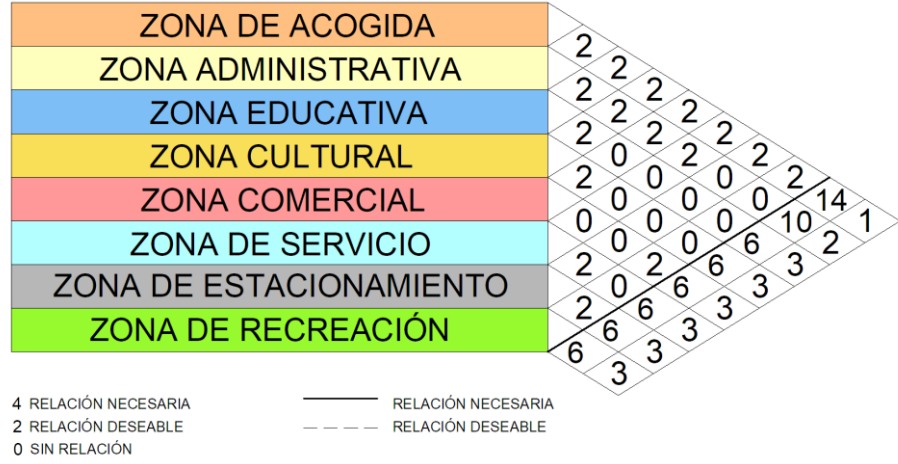 ZONA DE ACOGIDA
2
ZONA ADMINISTRATIVA 2
2 2
ZONA EDUCATIVA 2 2
2 2 2
ZONA CULTURAL 0 2 2
2 0 0 2
ZONA COMERCIAL 0 0 0 14
0 0 0 10 1
ZONA DE SERVICIO 0 0 6 2
2 2 6 3
ZONA DE ESTACIONAMIENTO 0 6 3
2 6 3
ZONA DE RECREACIÓN 6 3
6 3
3
4 RELACIÓN NECESARIA
2 RELACIÓN DESEABLE
0 SIN RELACIÓN
RELACIÓN NECESARIA
RELACIÓN DESEABLE